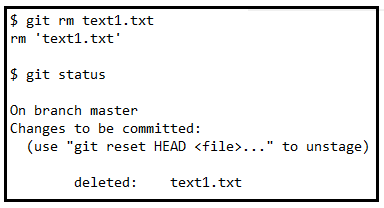 $ git rm text1.txt
rm 'text1.txt'
$ git status
On branch master
Changes to be committed:
(use "git reset HEAD <file>..." to unstage)
deleted: text1.txt